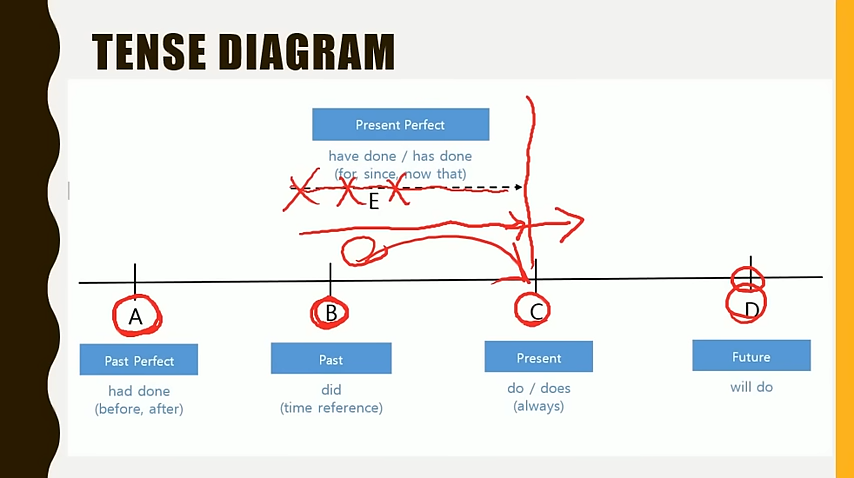 TENSE DIAGRAM
Present Perfect
have done / has done
(for since, now that)
E
A
B
C
D
Past Perfect
Past
Present
Future
had done
(before, after)
did
(time reference)
do / does
(always)
will do